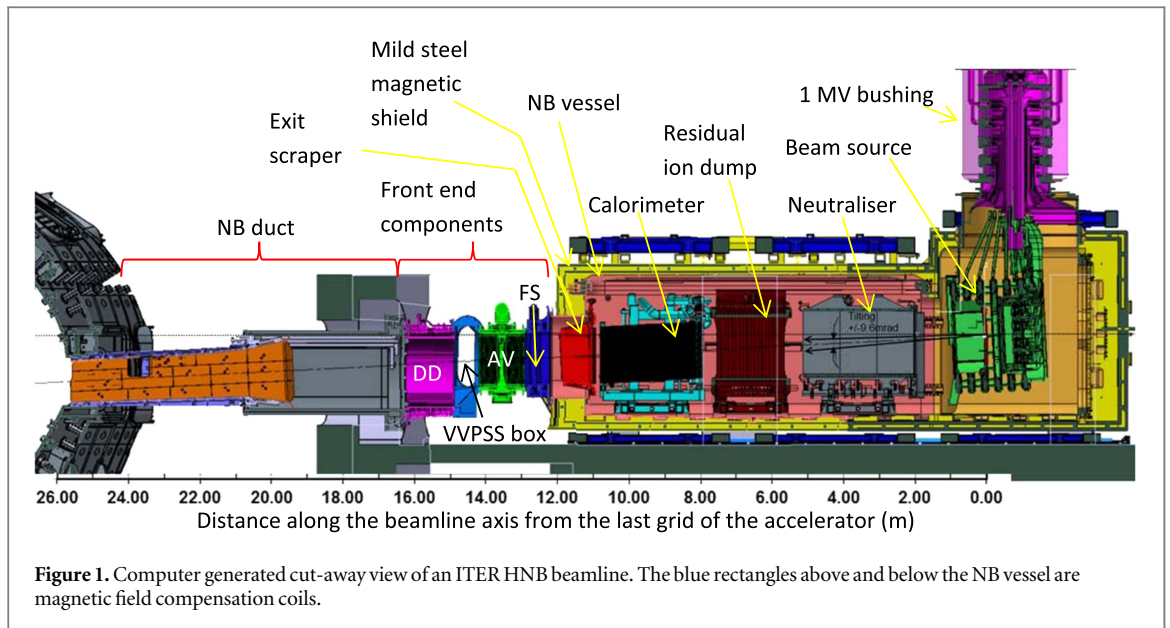 Mild steel
magnetic
shield
NB vessel
1 MV bushing
Exit
scraper
Residual
ion dump
Beam source
Front end
components
Calorimeter
Neutraliser
NB duct
FS
Tilting
+/-9.6mrad
AV
DD
VVPSS box
26.00 24.00 22.00 20.00 18.00 16.00 14.00 12.00 10.00 8.00 6.00 4.00 2.00 0.00
Distance along the beamline axis from the last grid of the accelerator (m)
Figure 1. Computer generated cut-away view of an ITER HNB beamline. The blue rectangles above and below the NB vessel are
magnetic field compensation coils.